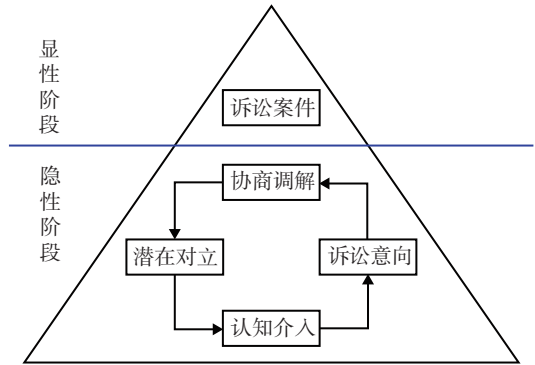 显性阶段
诉讼案件
隐性阶段
协商调解
潜在对立
诉讼意向
认知介入